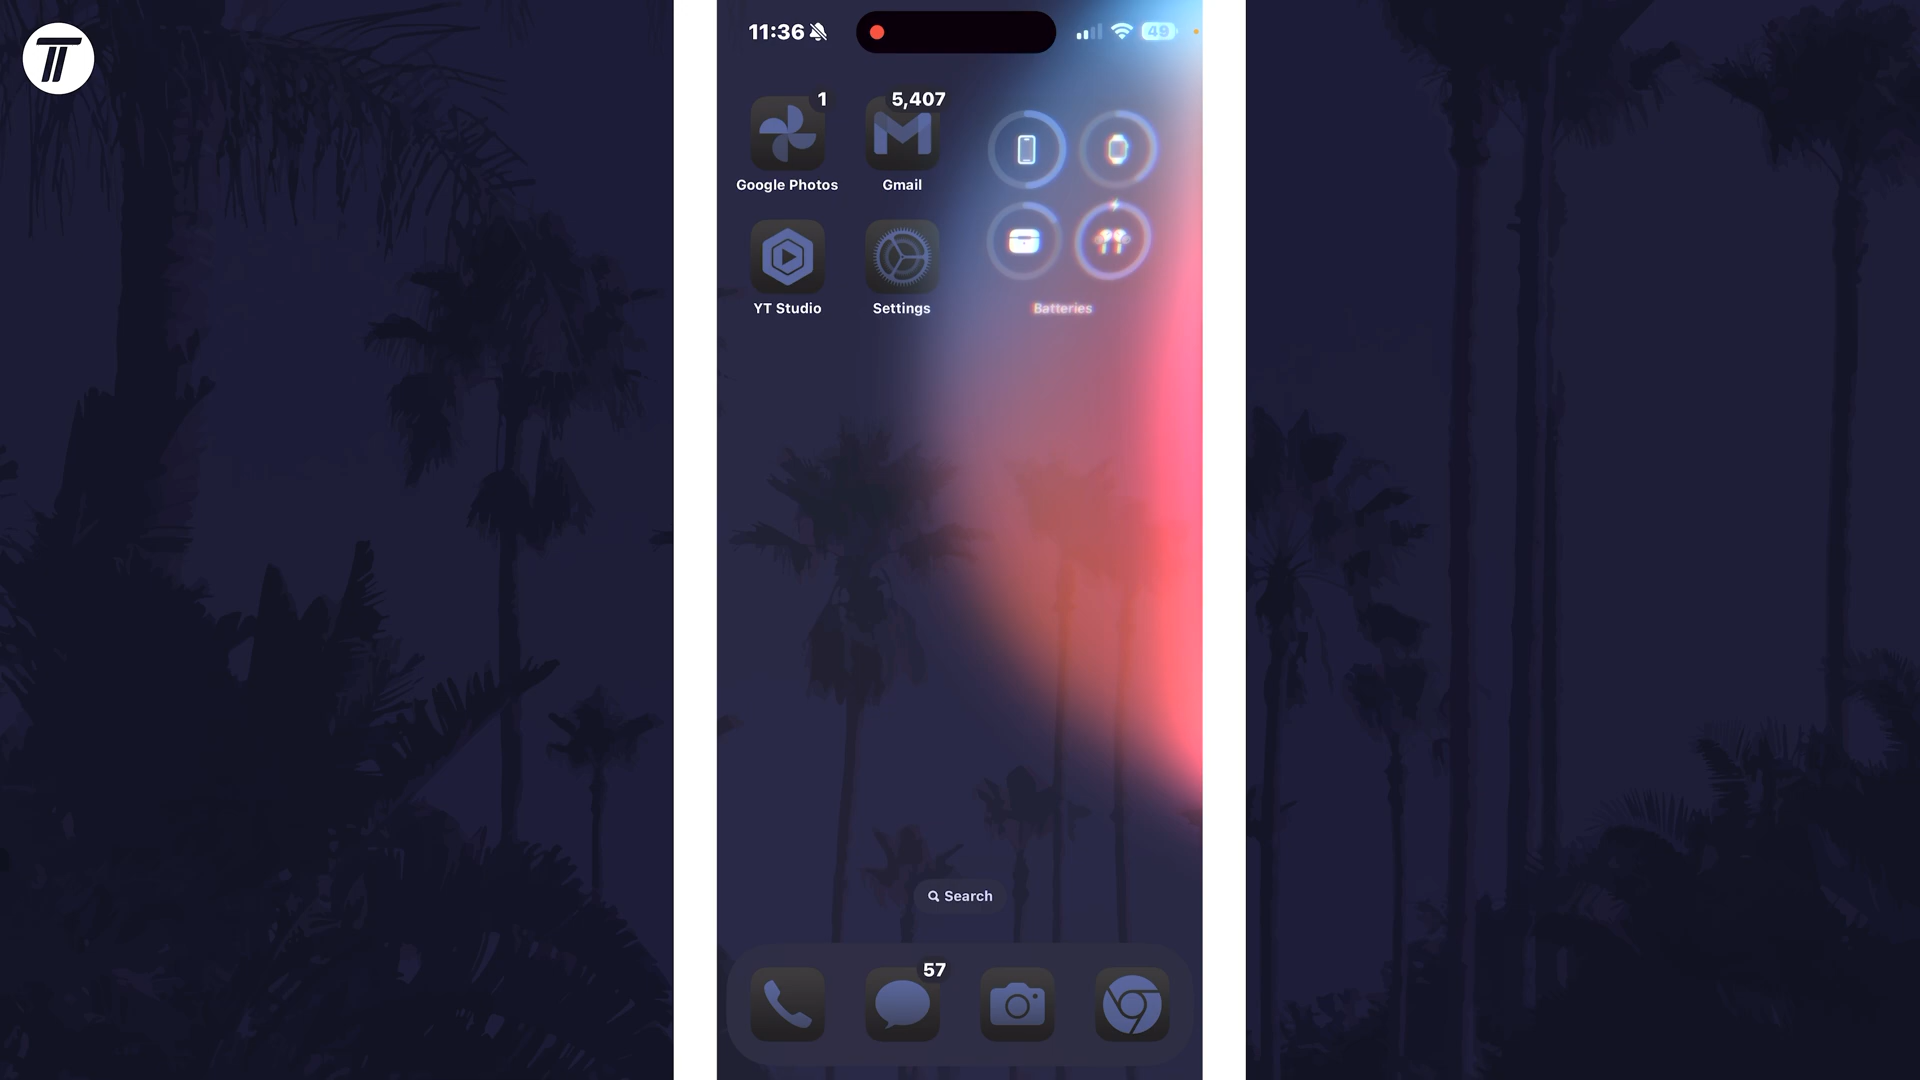 11:36
49
1
5,407
Google Photos
Gmail
YT Studio
Settings
Batteries
Search
57